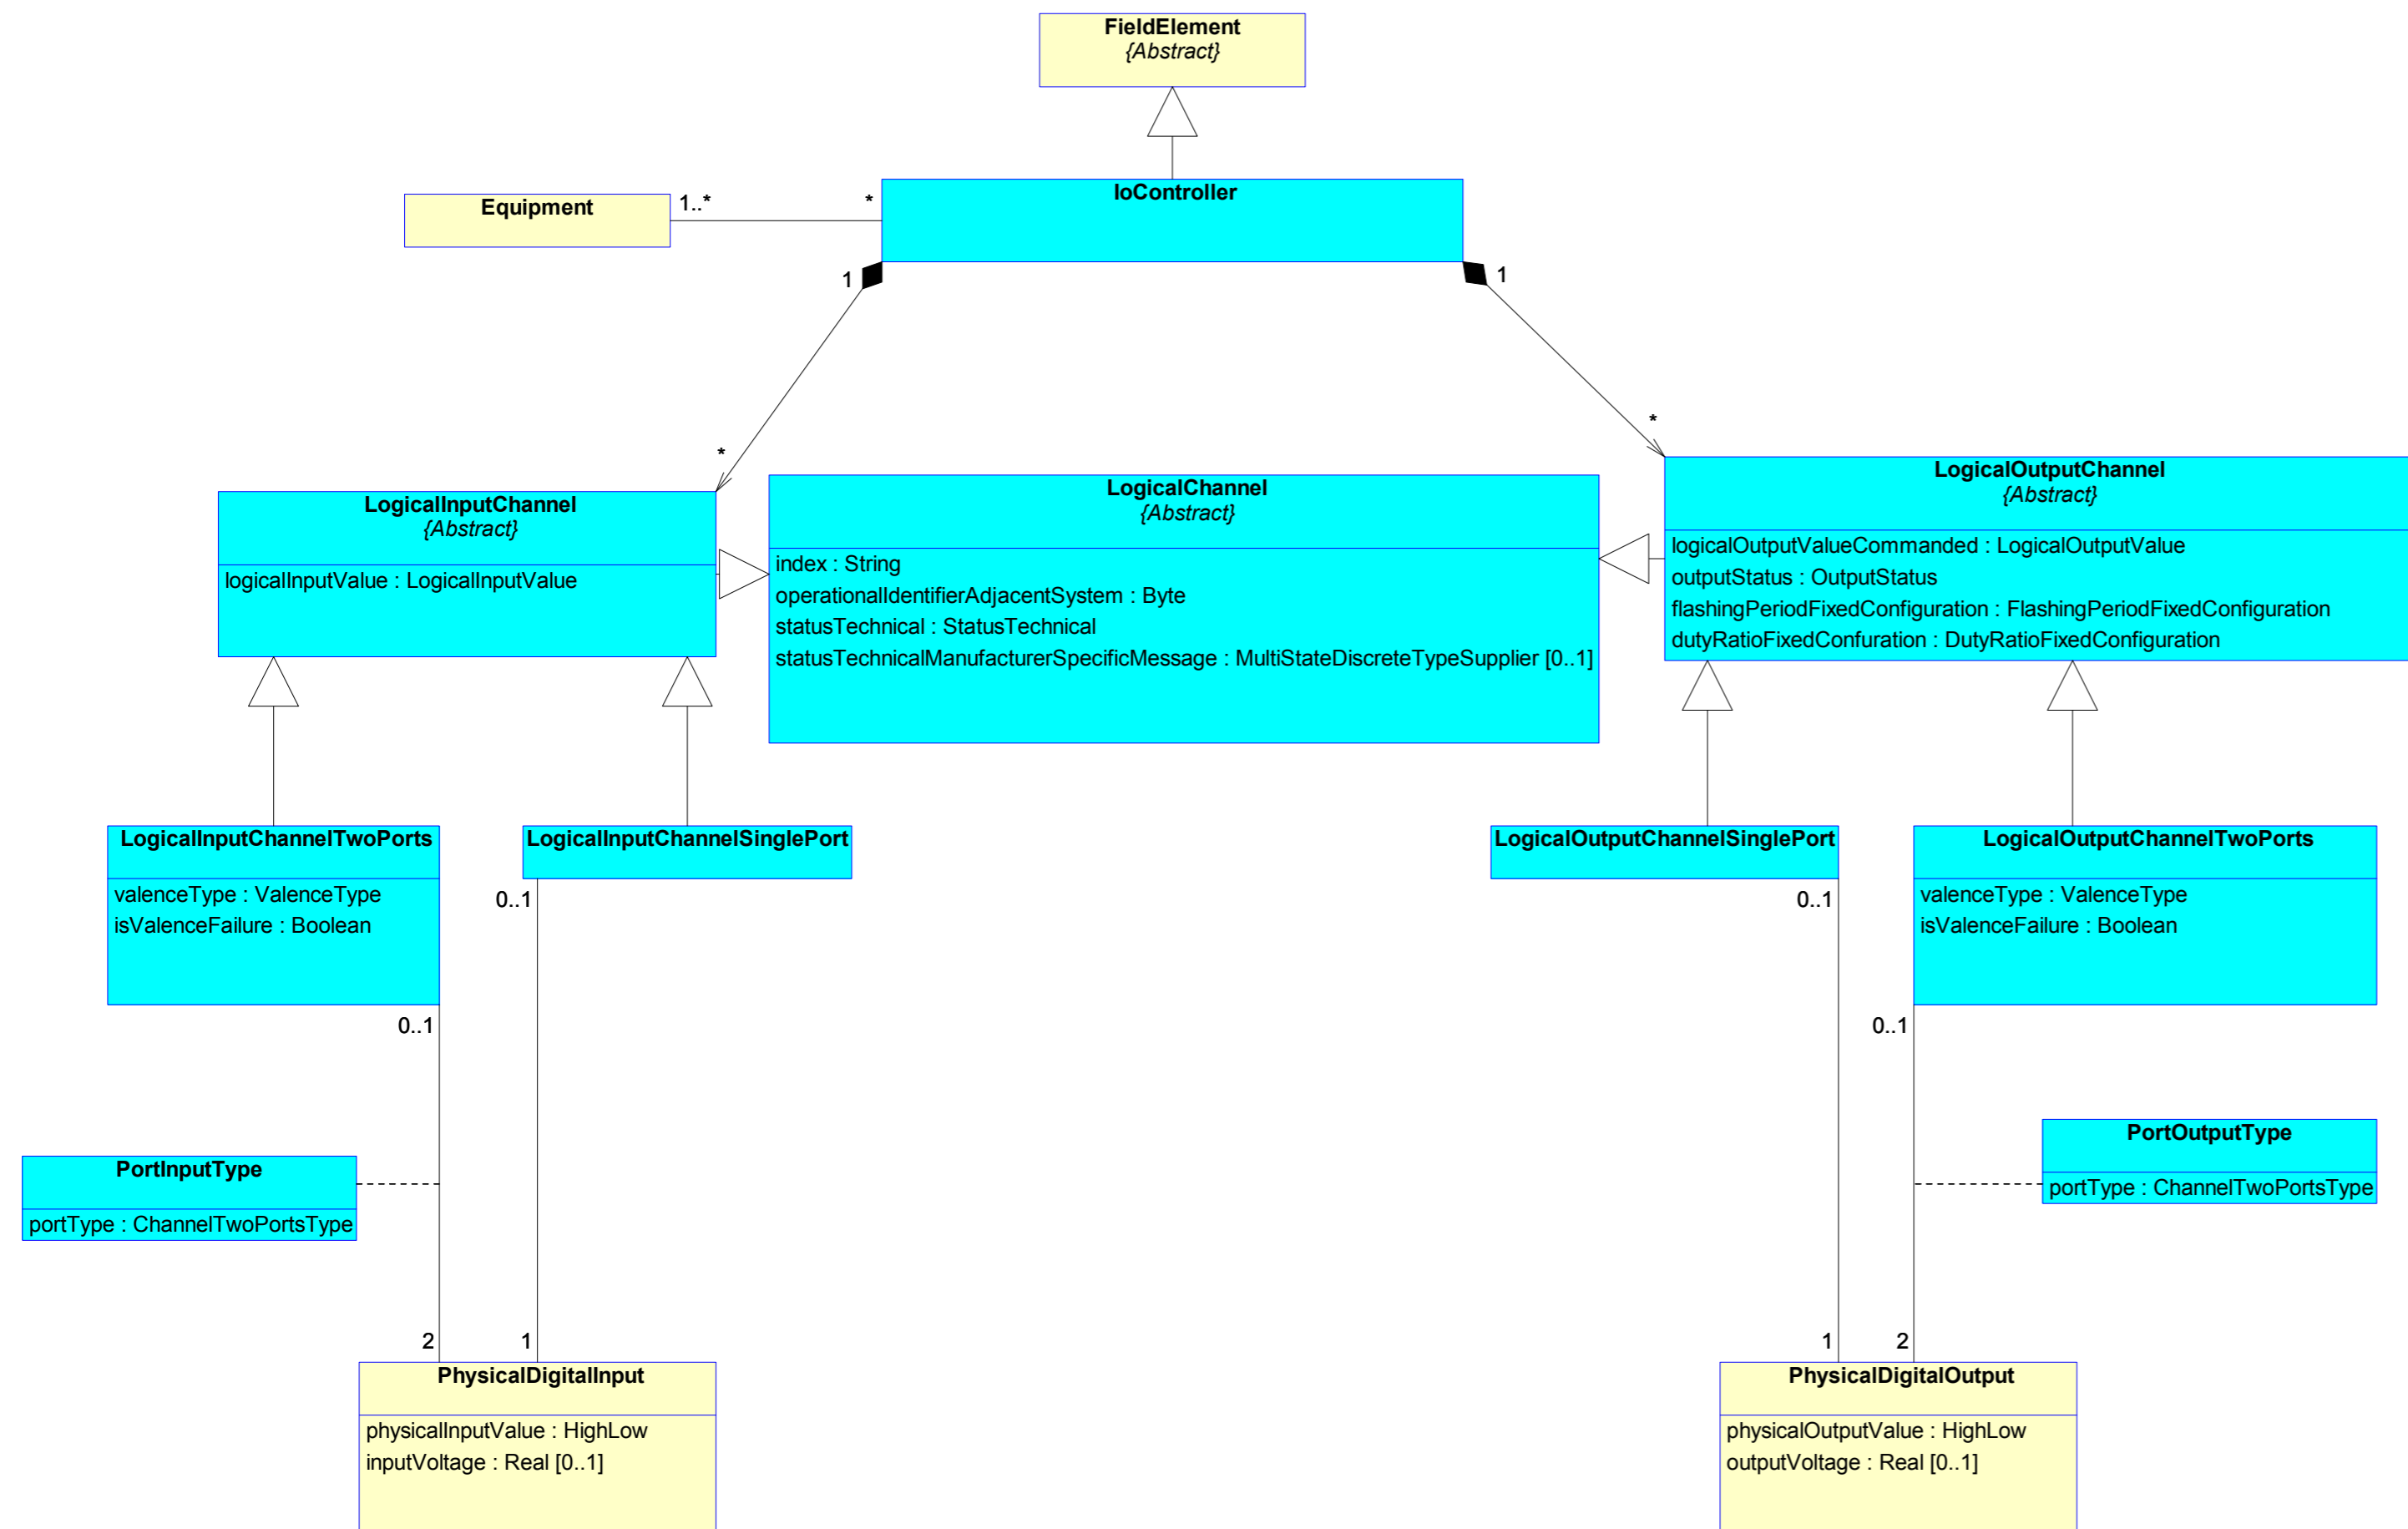 FieldElement
{Abstract}
Equipment
1..*
*
IoController
1
1
*
*
LogicalInputChannel
{Abstract}
logicalInputValue : LogicalInputValue
LogicalChannel
{Abstract}
index : String
operationalIdentifierAdjacentSystem : Byte
statusTechnical : StatusTechnical
statusTechnicalManufacturerSpecificMessage : MultiStateDiscreteTypeSupplier [0..1]
LogicalOutputChannel
{Abstract}
logicalOutputValueCommanded : LogicalOutputValue
outputStatus : OutputStatus
flashingPeriodFixedConfiguration : FlashingPeriodFixedConfiguration
dutyRatioFixedConfuration : DutyRatioFixedConfiguration
LogicalInputChannelTwoPorts
valenceType : ValenceType
isValenceFailure : Boolean
LogicalInputChannelSinglePort
LogicalOutputChannelSinglePort
LogicalOutputChannelTwoPorts
valenceType : ValenceType
isValenceFailure : Boolean
0..1
0..1
0..1
0..1
PortInputType
portType : ChannelTwoPortsType
PortOutputType
portType : ChannelTwoPortsType
2
1
1
2
PhysicalDigitalInput
physicalInputValue : HighLow
inputVoltage : Real [0..1]
PhysicalDigitalOutput
physicalOutputValue : HighLow
outputVoltage : Real [0..1]